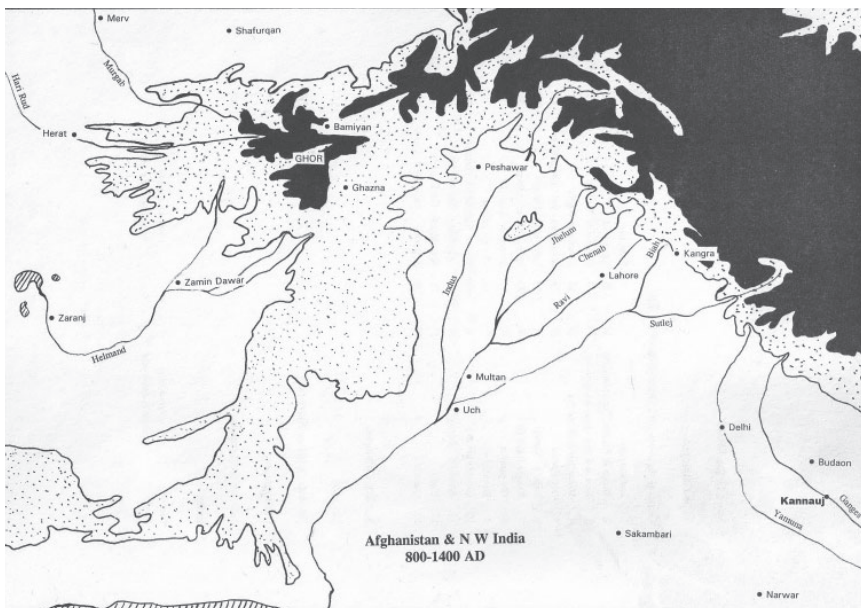 Merv
Shafurqan
Murgab
Hari Rud
Herat
Bamiyan
GHOR
Ghazna
Peshawar
Jhelum
Chenab
Biah
Kangra
Zamin Dawar
Indus
Lahore
Ravi
Zaranj
Sutlej
Helmand
Multan
Uch
Delhi
Budaon
Kannauj
Ganges
Yamuna
Afghanistan & N W India
800-1400 AD
Sakambari
Narwar